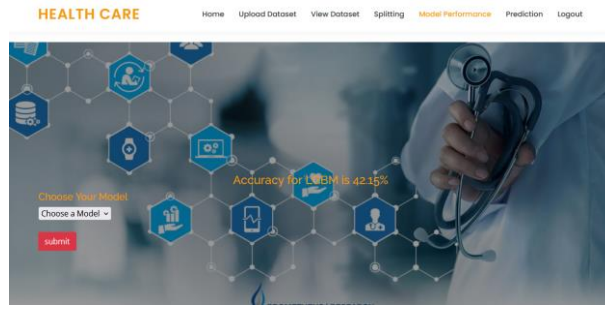 HEALTH CARE
Home Upload Dataset View Dataset Splitting Model Performance Prediction Logout
Accuracy for LGBM is 42.15%
Choose Your Model
Choose a Model
submit